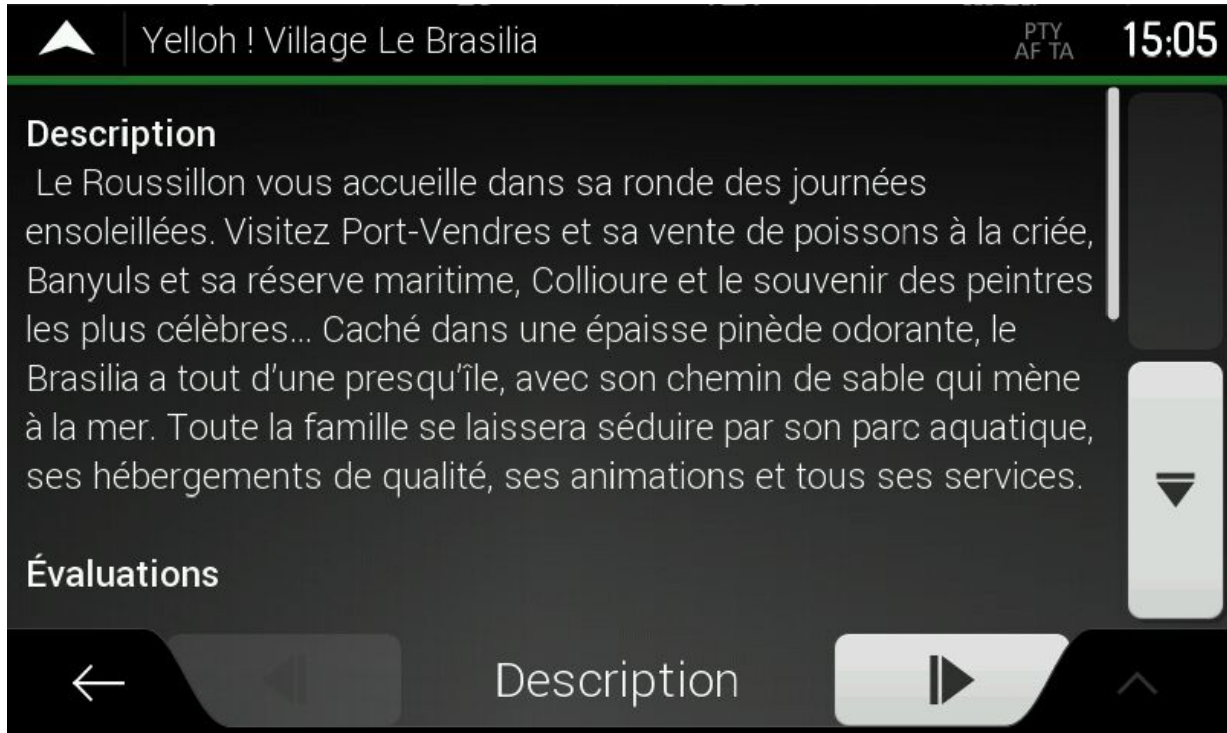 Yelloh ! Village Le Brasilia
PTY
AF TA
15:05
Description
Le Roussillon vous accueille dans sa ronde des journées
ensoleillées. Visitez Port-Vendres et sa vente de poissons à la criée,
Banyuls et sa réserve maritime, Collioure et le souvenir des peintres
les plus célèbres... Caché dans une épaisse pinède odorante, le
Brasilia a tout d'une presqu'île, avec son chemin de sable qui mène
à la mer. Toute la famille se laissera séduire par son parc aquatique,
ses hébergements de qualité, ses animations et tous ses services.
Évaluations
Description